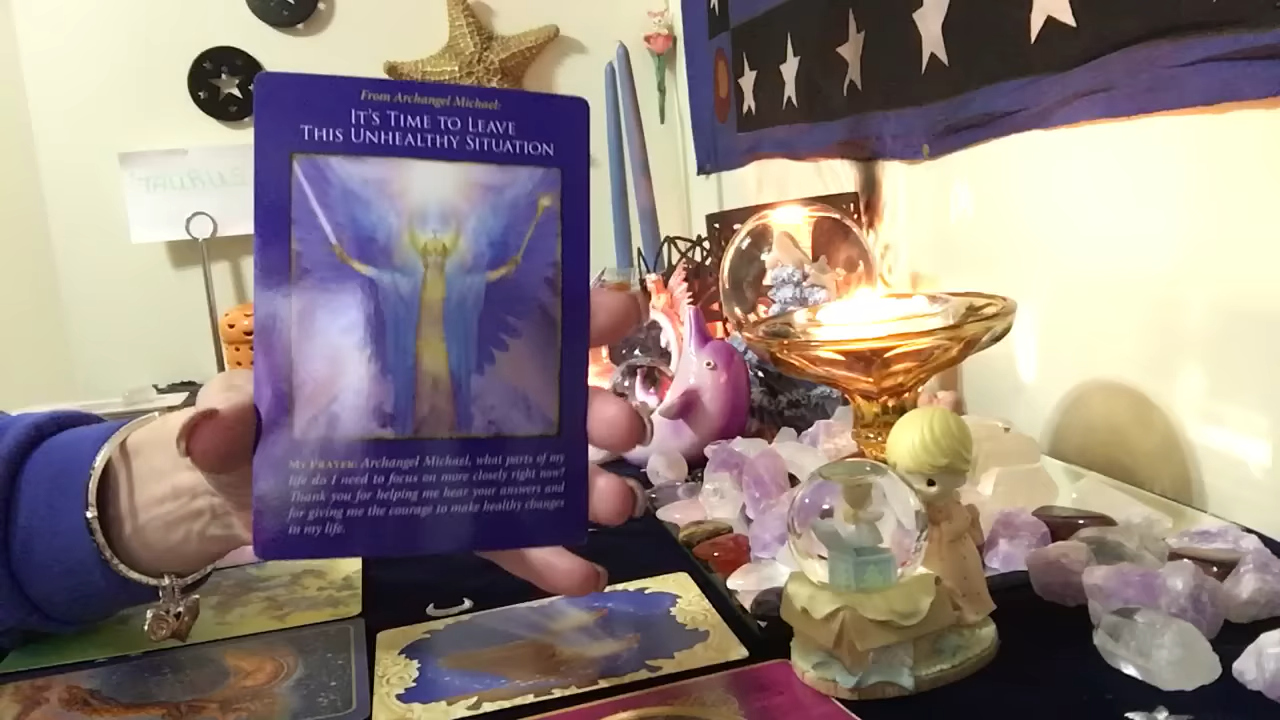 From Archangel Michael:
IT'S TIME TO LEAVE
THIS UNHEALTHY SITUATION
TAURUS
MY PRAYER: Archangel Michael, what parts of my
life do I need to focus on more closely right now?
Thank you for helping me hear your answers and
for giving me the courage to make healthy changes
in my life.